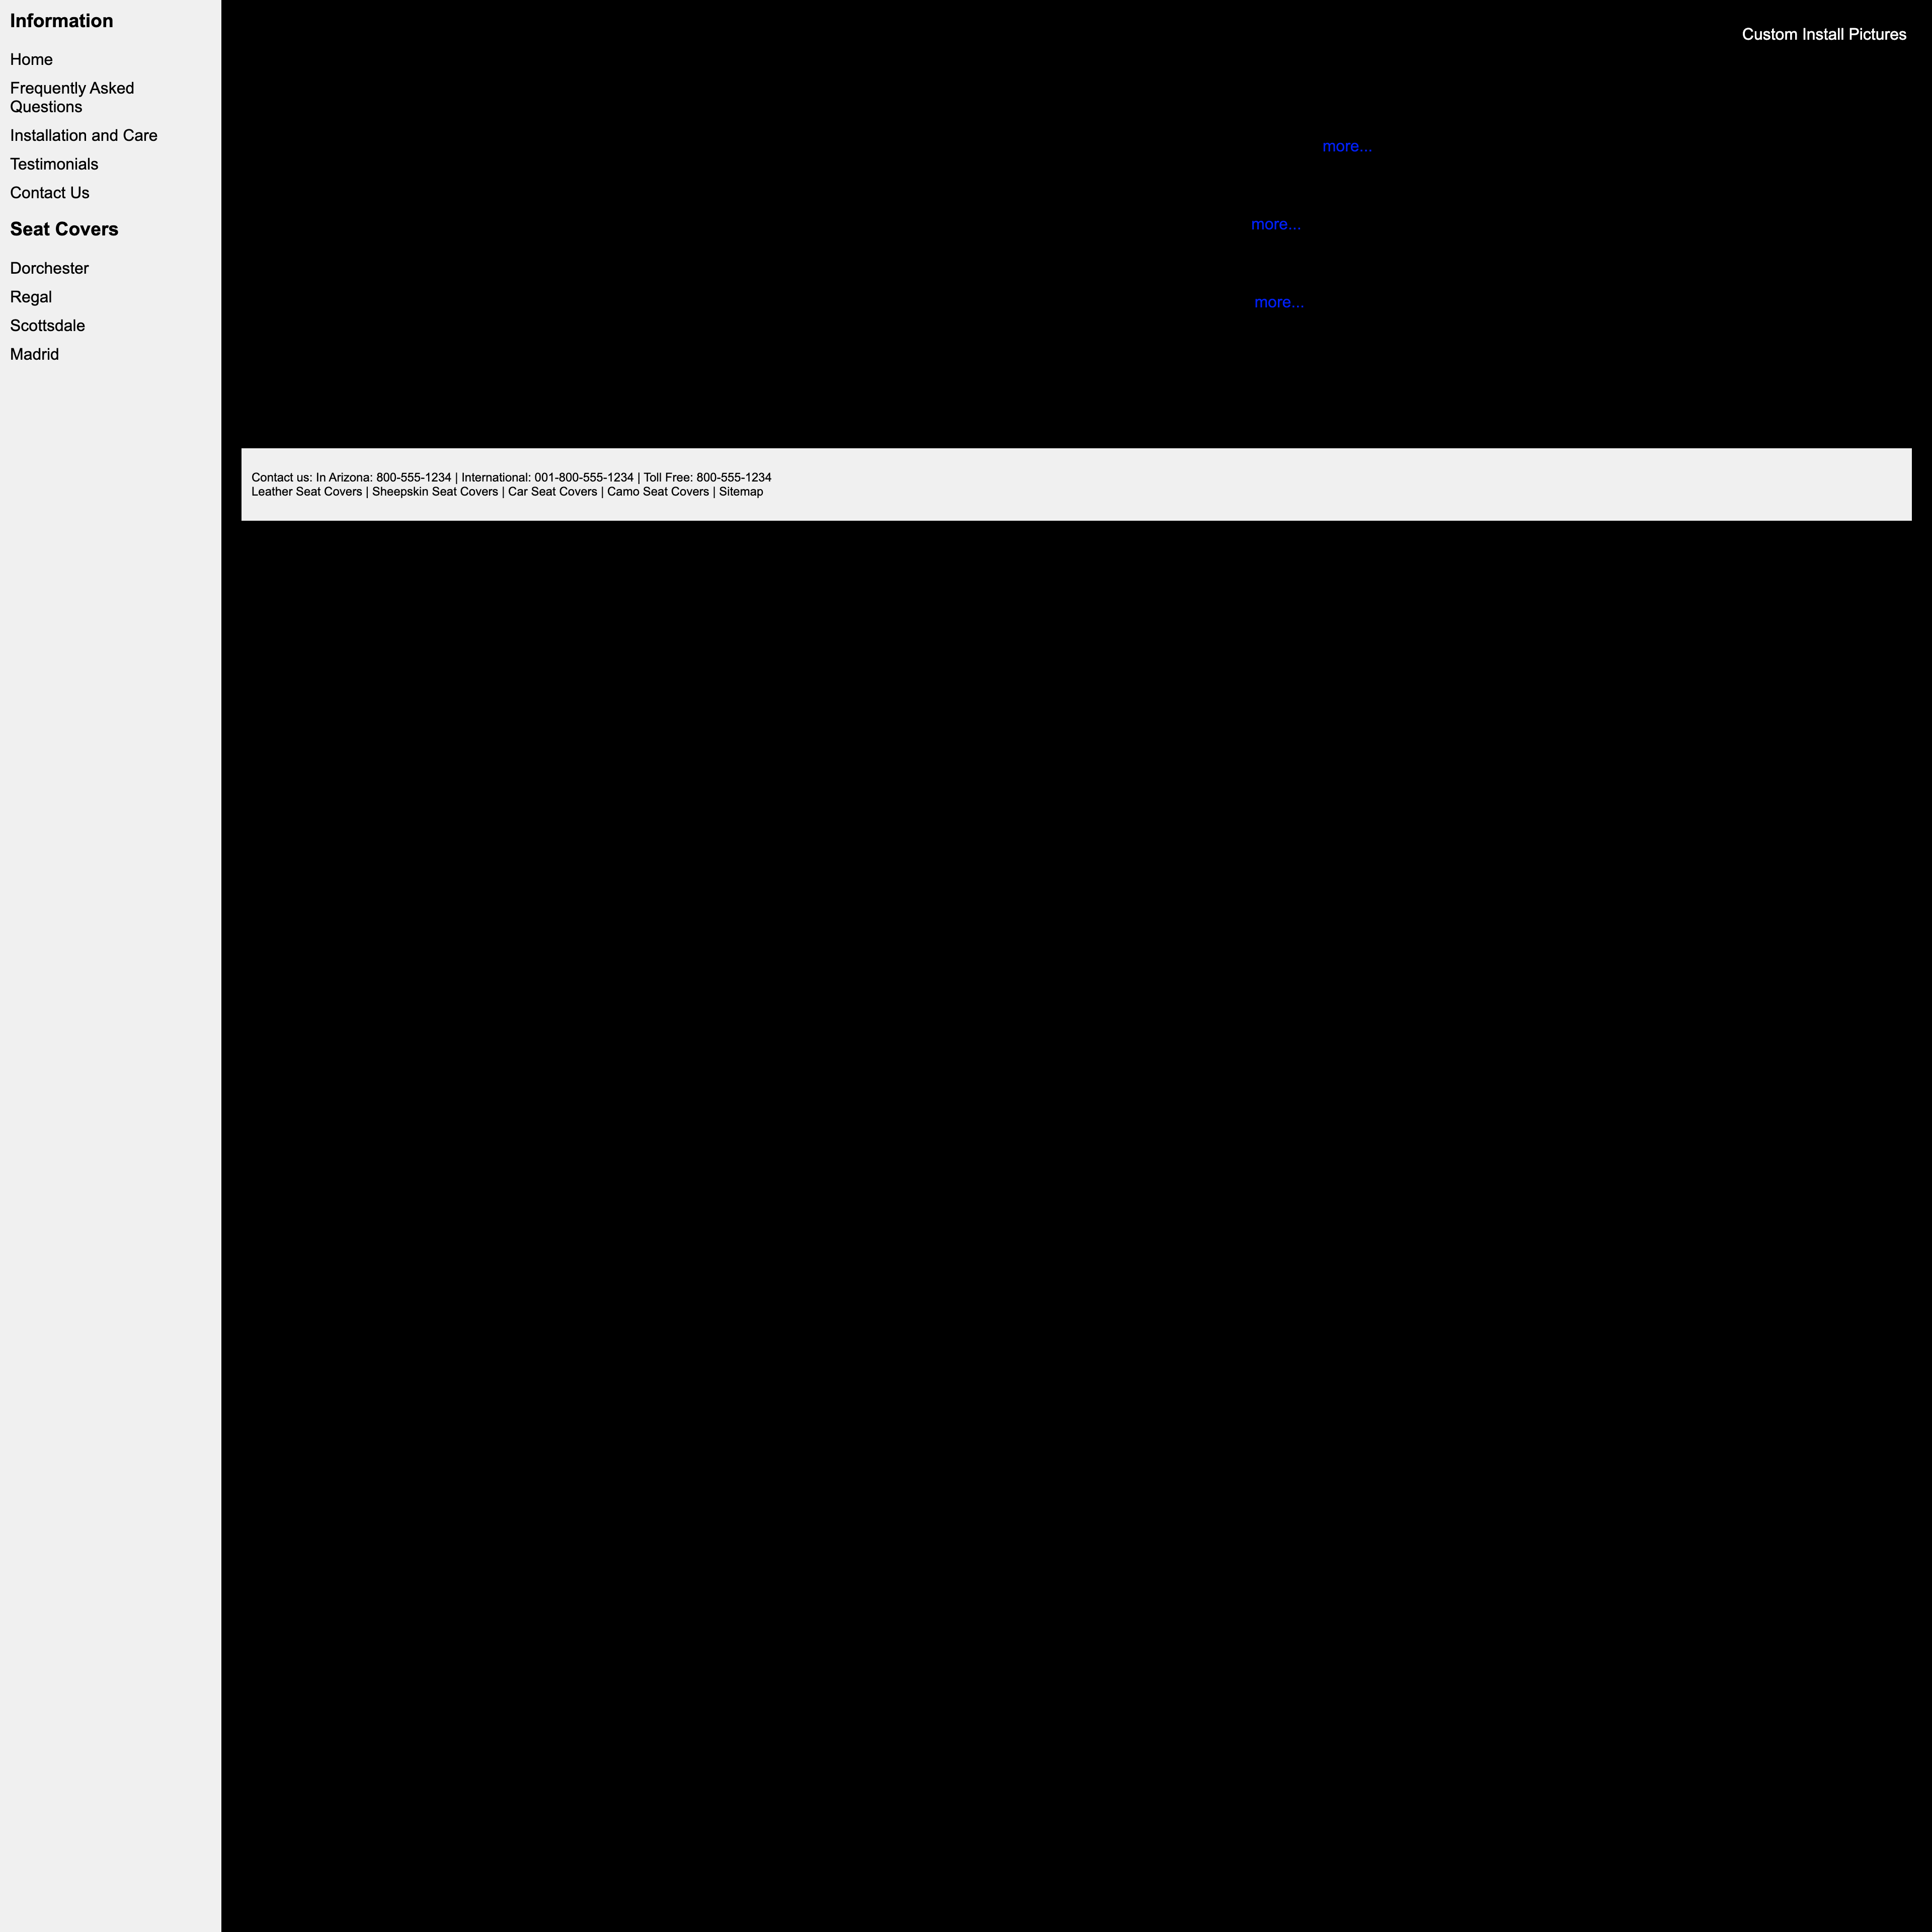 Information
Home
Frequently Asked
Questions
Installation and Care
Testimonials
Contact Us
Seat Covers
Dorchester
Regal
Scottsdale
Madrid
Custom Install Pictures
more...
more...
more...
Contact us: In Arizona: 800-555-1234 | International: 001-800-555-1234 | Toll Free: 800-555-1234
Leather Seat Covers | Sheepskin Seat Covers | Car Seat Covers | Camo Seat Covers | Sitemap